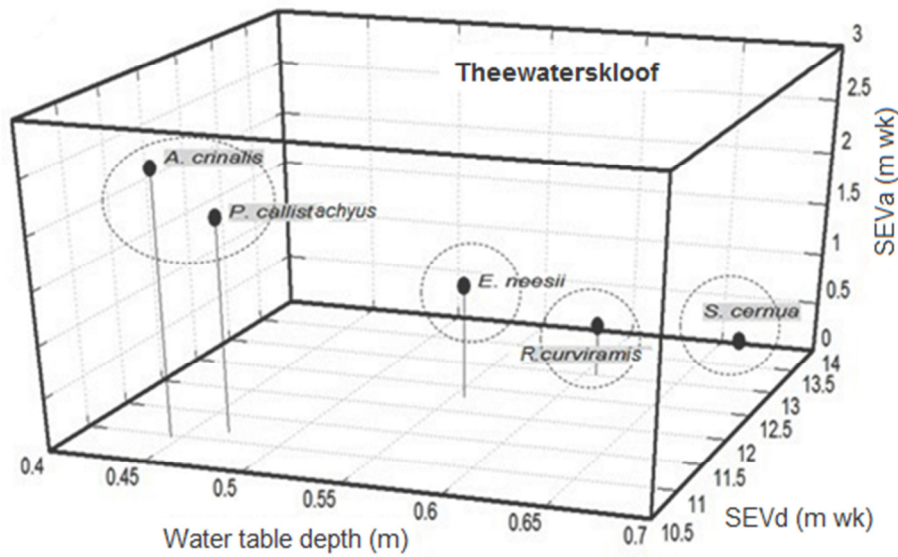 Theewaterskloof
A. crinalis
P. callistachyus
E. neesii
R.curviramis
S. cernua
3
2.5
2
1.5
1
0.5
0
SEVa (m wk)
14
13.5
13
12.5
12
11.5
11
10.5
SEVd (m wk)
0.4
0.45
0.5
0.55
0.6
0.65
0.7
Water table depth (m)